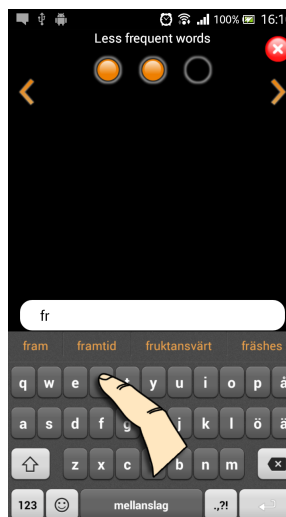 100% 16:1
Less frequent words
fr
fram framtid fruktansvärt fräshes
q w e t y u i o p å
a s d f g j k l ö ä
z x c b n m
123 mellanslag .,?!